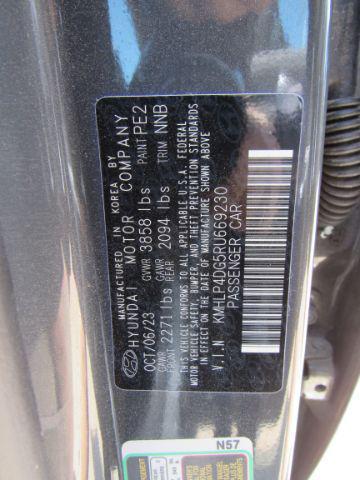 MANUFACTURED IN KOREA BY
HYUNDAI MOTOR COMPANY
OCT/06/23 GVWR 3858 lbs PAINT PE2
GAWR FRONT 2271 lbs GAWR REAR 2094 lbs TRIM NNB
THIS VEHICLE CONFORMS TO ALL APPLICABLE U.S.A. FEDERAL
MOTOR VEHICLE SAFETY, BUMPER, AND THEFT PREVENTION
STANDARDS IN EFFECT ON THE DATE OF MANUFACTURE SHOWN ABOVE
V.I.N KMHLP4DG5RU669230
PASSENGER CAR
N57